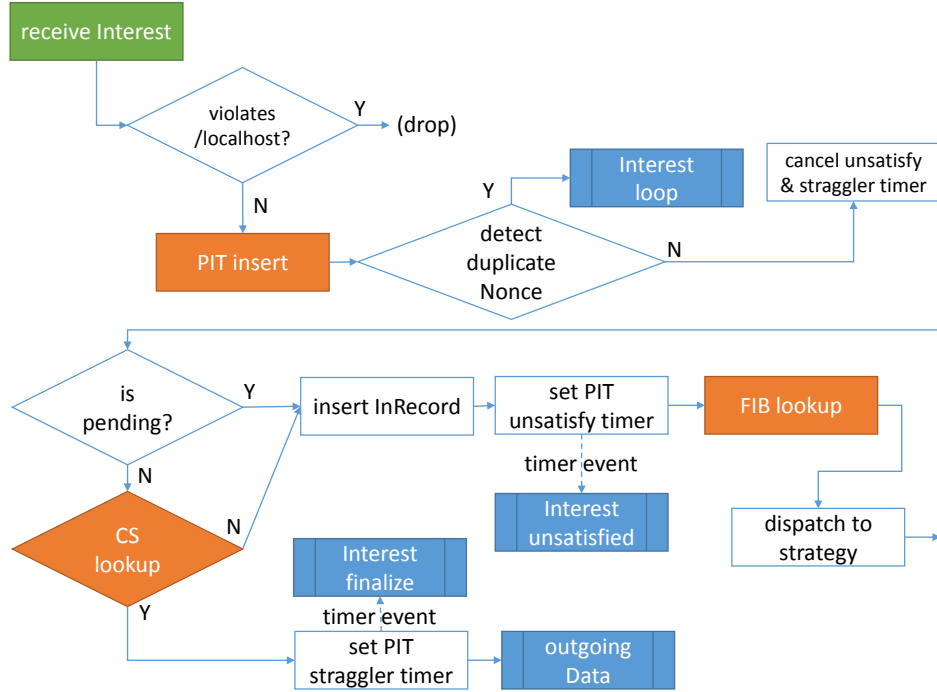 receive Interest
violates
/localhost?
Y
(drop)
N
PIT insert
detect
duplicate
Nonce
Y
Interest
loop
N
cancel unsatisfy
& straggler timer
is
pending?
Y
N
insert InRecord
set PIT
unsatisfy timer
FIB lookup
timer event
Interest
unsatisfied
dispatch to
strategy
CS
lookup
N
Y
Interest
finalize
timer event
set PIT
straggler timer
outgoing
Data